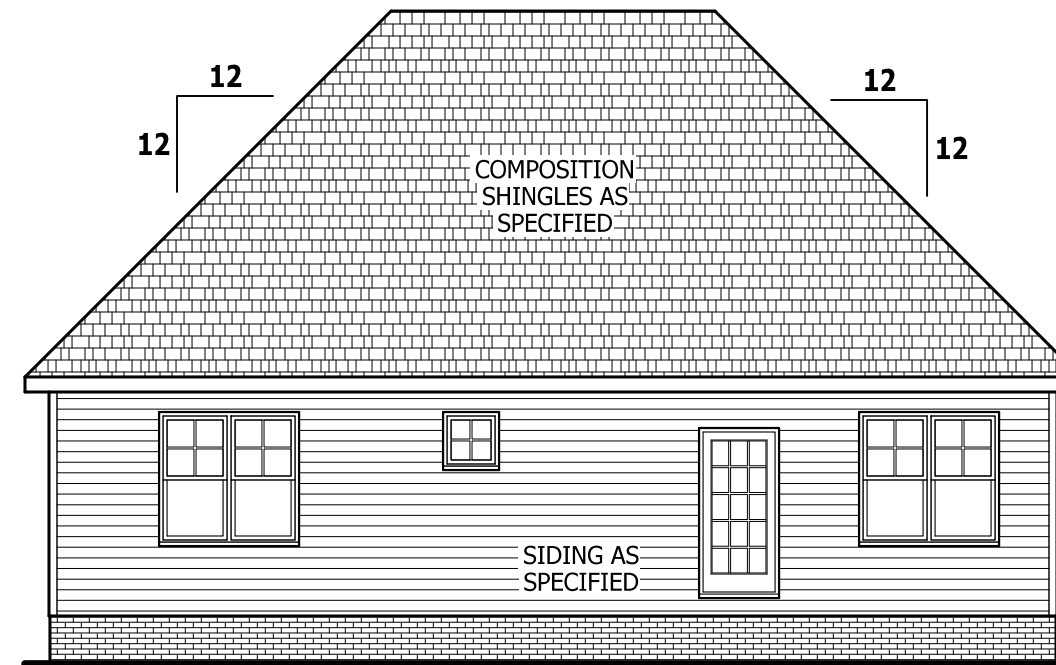 12
12
12
12
COMPOSITION
SHINGLES AS
SPECIFIED
SIDING AS
SPECIFIED